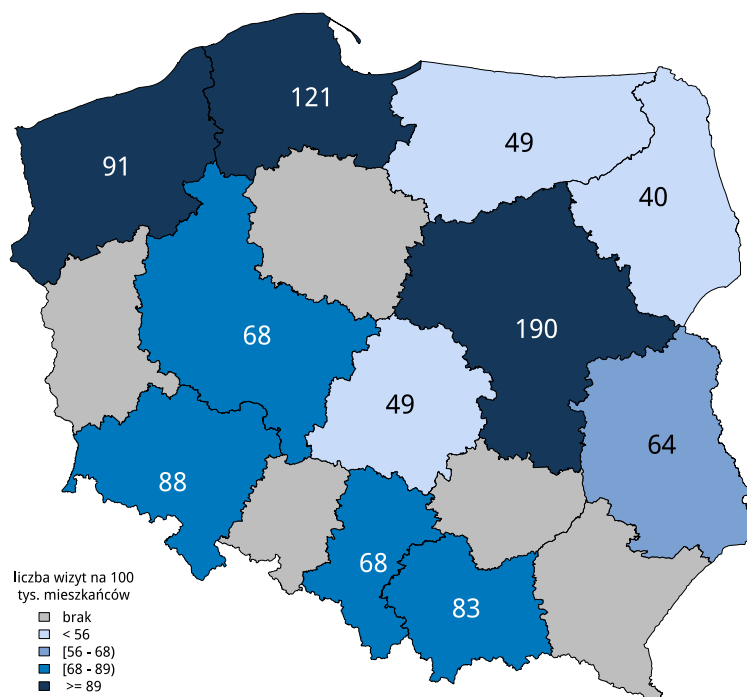 121
91
49
40
68
190
49
64
88
68
83
liczba wizyt na 100
tys. mieszkańców
brak
< 56
[56 - 68)
[68 - 89)
>= 89